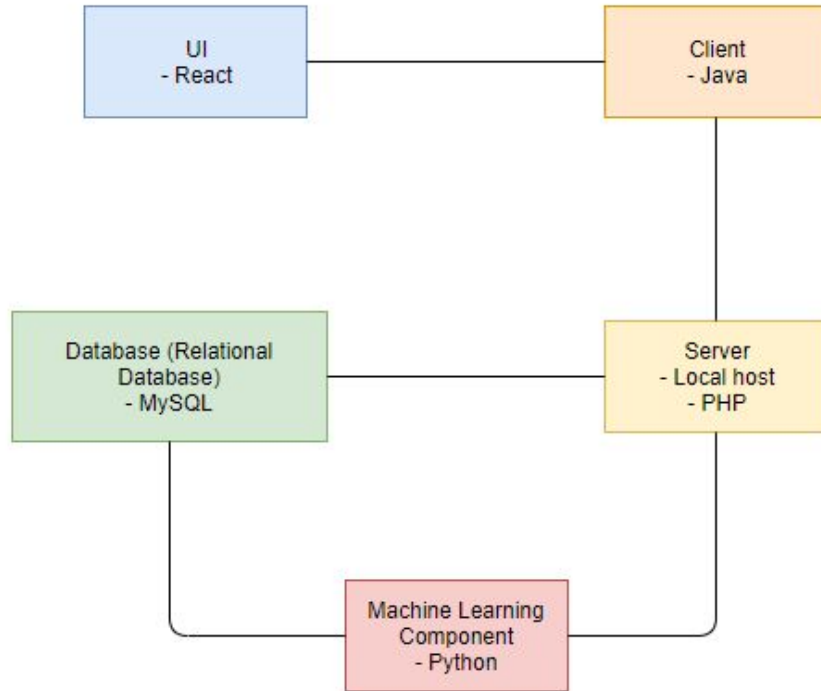 UI
- React
Client
- Java
Database (Relational
Database)
- MySQL
Server
- Local host
- PHP
Machine Learning
Component
- Python